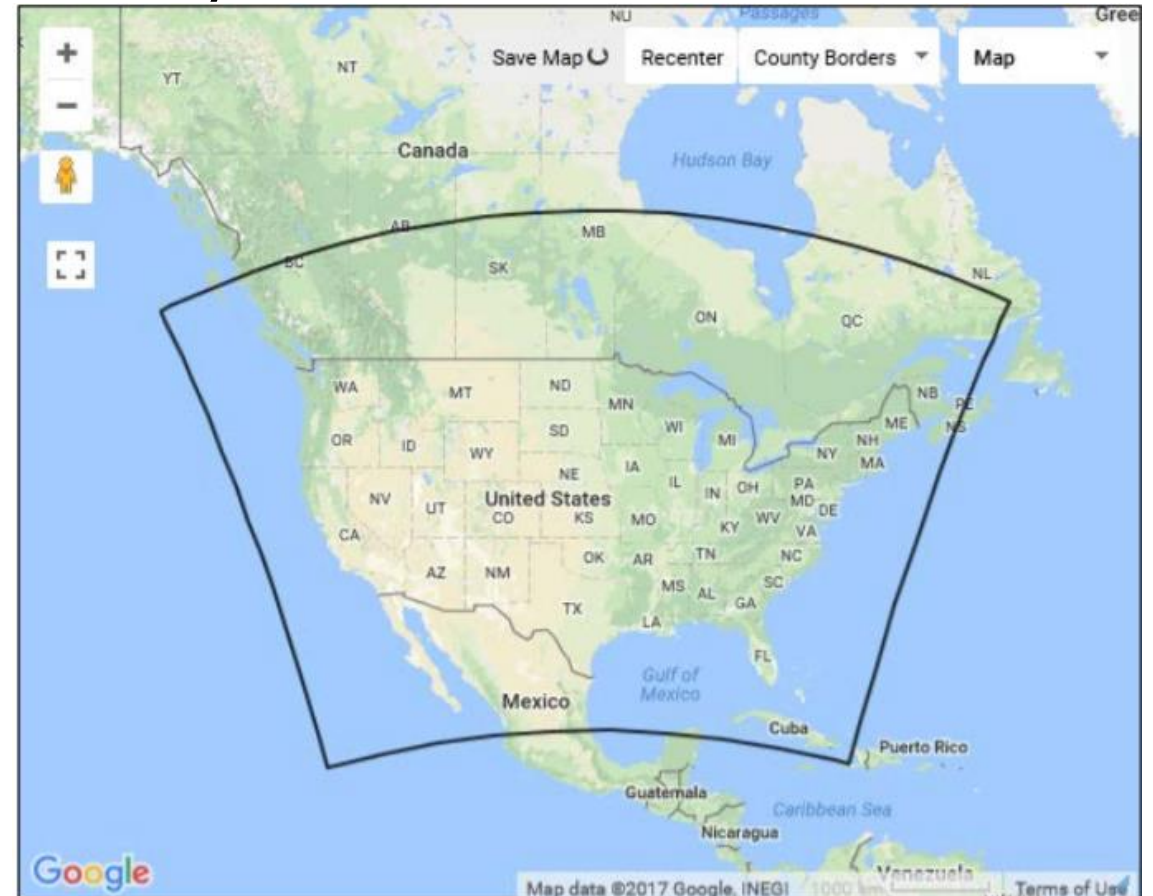 NU
Passages
Gree
+
Save Map
Recenter
County Borders
Map
YT
NT
−
Canada
Hudson Bay
AB
MB
BC
SK
NL
ON
QC
WA
MT
ND
MN
NB
PE
OR
ID
SD
WI
MI
ME
NS
WY
NH
NY
MA
NE
IA
NV
UT
United States
IL
IN
OH
PA
MD
DE
CO
KS
MO
KY
WV
VA
CA
OK
AR
TN
NC
AZ
NM
MS
AL
SC
GA
TX
LA
FL
Gulf of
Mexico
Mexico
Cuba
Puerto Rico
Guatemala
Caribbean Sea
Nicaragua
Venezuela
Google
Map data ©2017 Google, INEGI
1000 km
Terms of Use